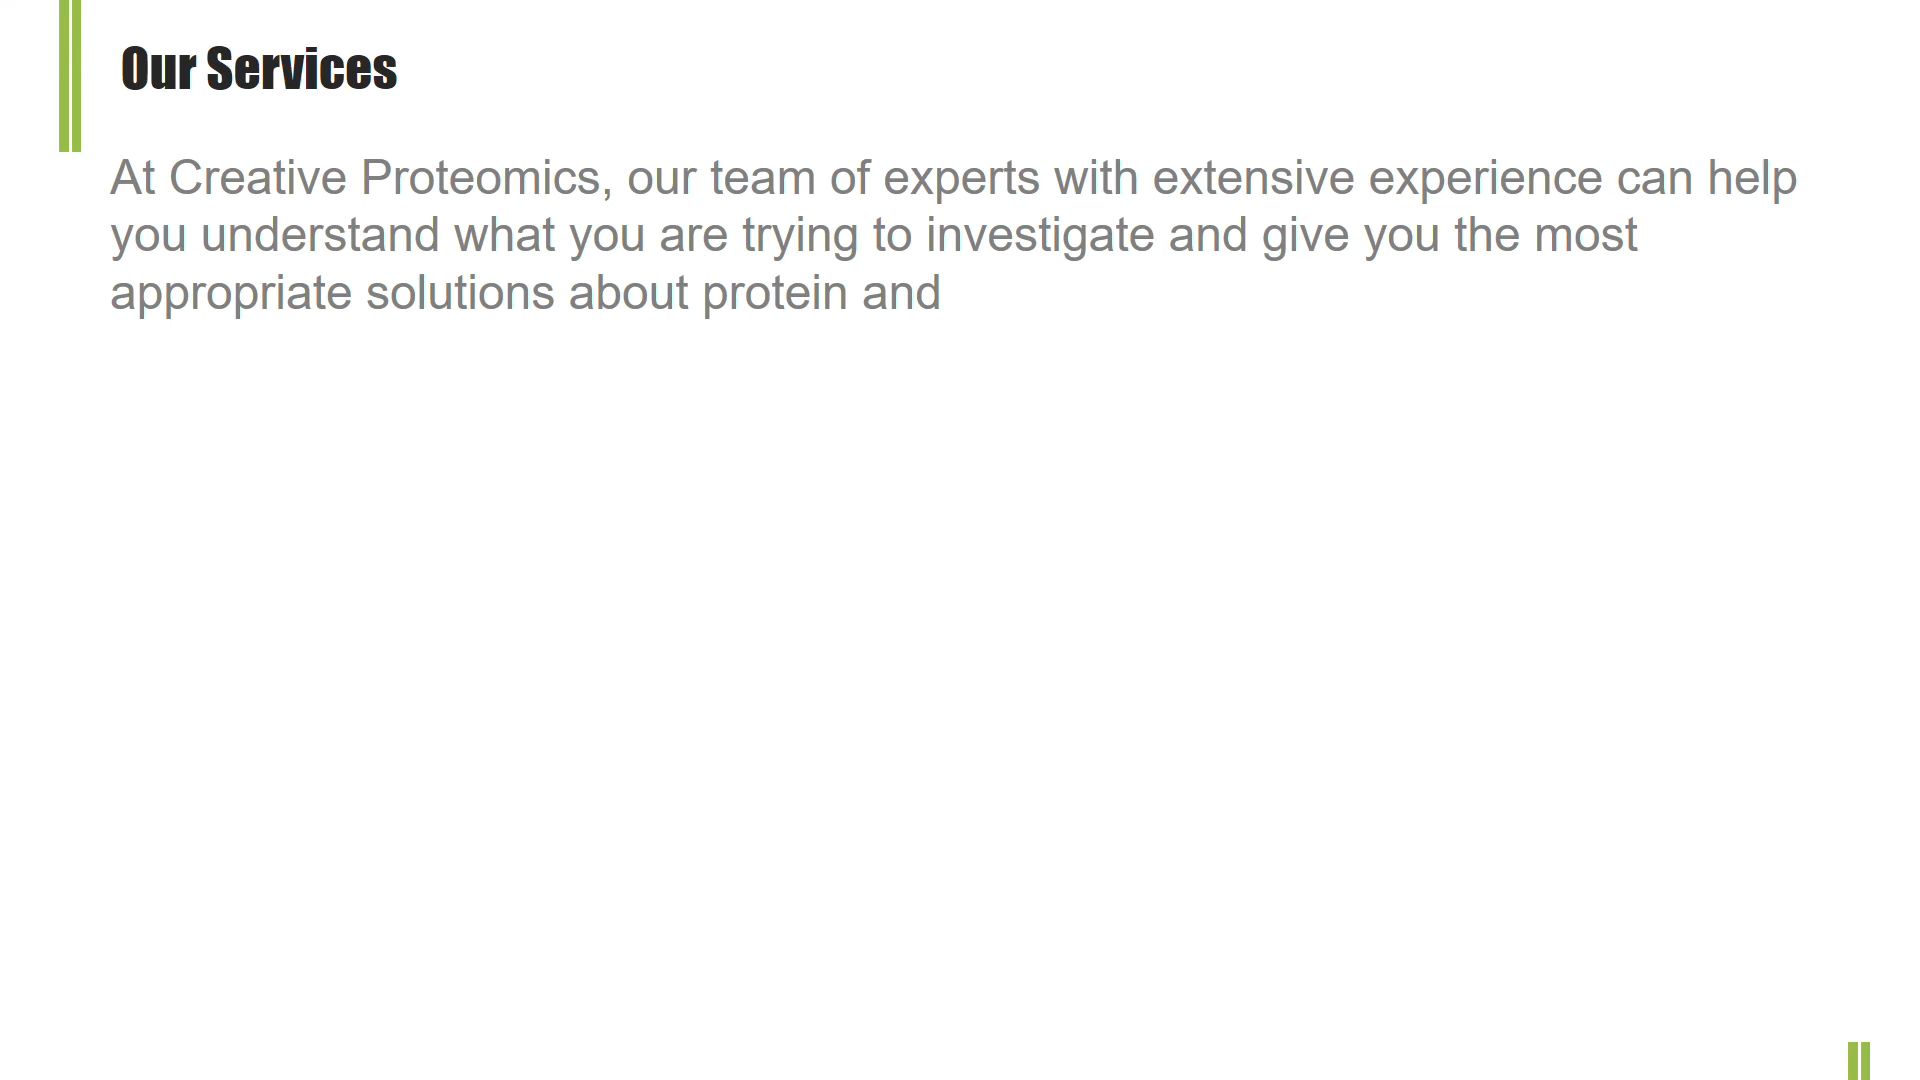 Our Services
At Creative Proteomics, our team of experts with extensive experience can help
you understand what you are trying to investigate and give you the most
appropriate solutions about protein and